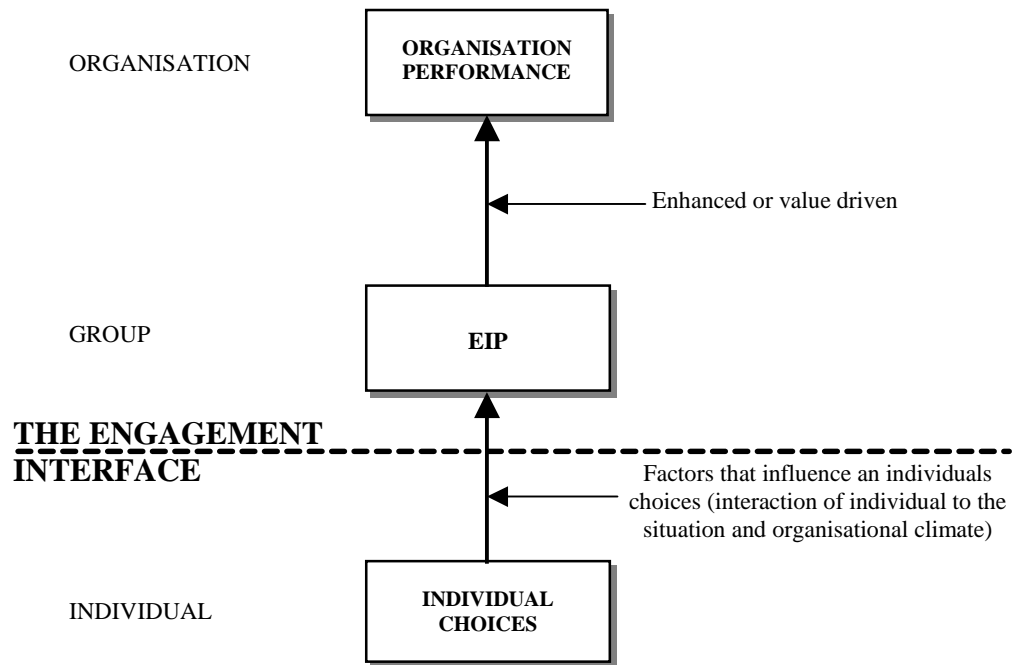 ORGANISATION
ORGANISATION
PERFORMANCE
Enhanced or value driven
GROUP
EIP
THE ENGAGEMENT
INTERFACE
Factors that influence an individuals
choices (interaction of individual to the
situation and organisational climate)
INDIVIDUAL
INDIVIDUAL
CHOICES